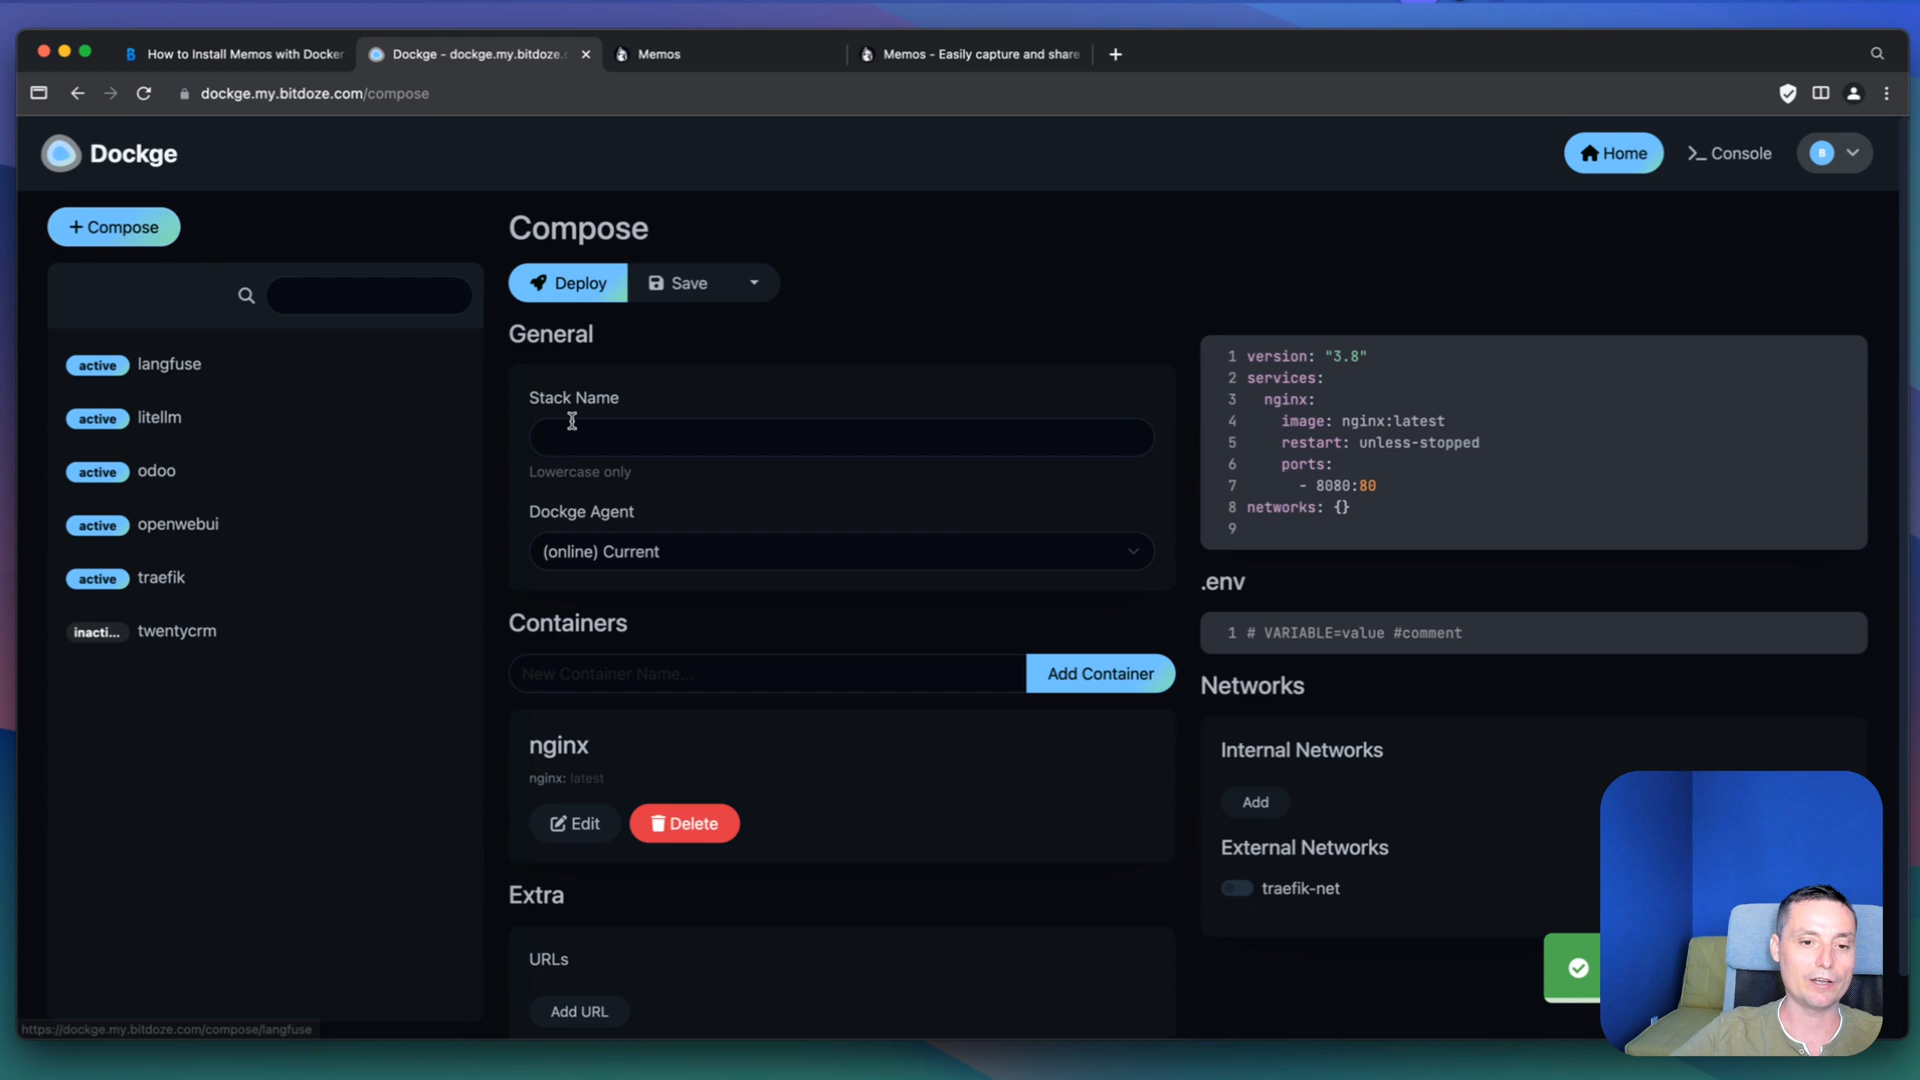 How to Install Memos with Docker
Dockge - dockge.my.bitdoze.
Memos
Memos - Easily capture and share
dockge.my.bitdoze.com/compose
Dockge
Home
Console
B
+ Compose
Compose
Deploy
Save
General
active langfuse
active litellm
active odoo
active openwebui
active traefik
inacti... twentycrm
Stack Name
Lowercase only
Dockge Agent
(online) Current
Containers
New Container Name...
Add Container
nginx
nginx: latest
Edit
Delete
Extra
URLs
Add URL
1 version: "3.8"
2 services:
3 nginx:
4 image: nginx:latest
5 restart: unless-stopped
6 ports:
7 - 8080:80
8 networks: {}
9
.env
1 # VARIABLE=value #comment
Networks
Internal Networks
Add
External Networks
traefik-net
https://dockge.my.bitdoze.com/compose/langfuse